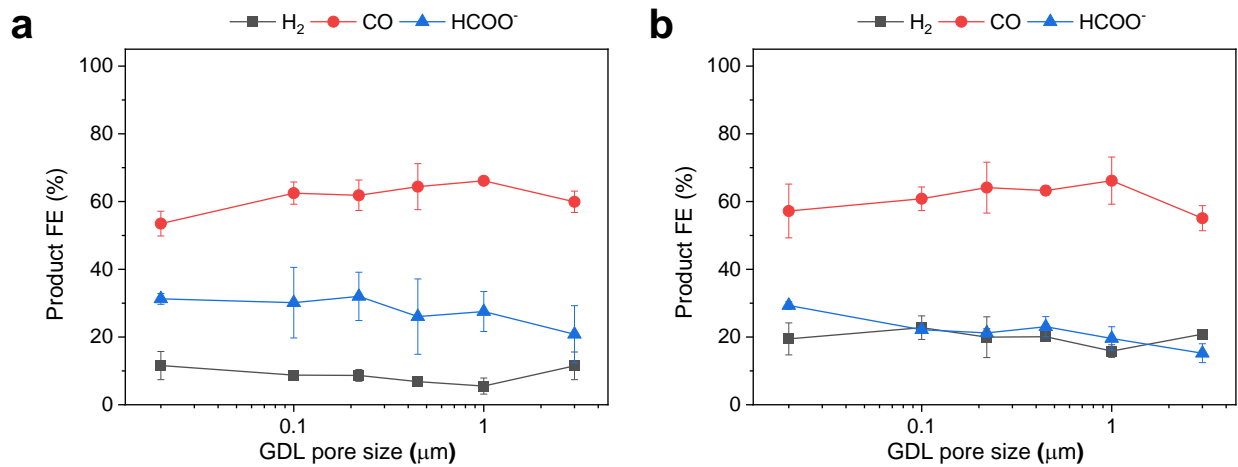 a
H₂ CO HCOO⁻
100
80
60
40
20
0
Product FE (%)
0.1 1
GDL pore size (μm)
b
H₂ CO HCOO⁻
100
80
60
40
20
0
Product FE (%)
0.1 1
GDL pore size (μm)